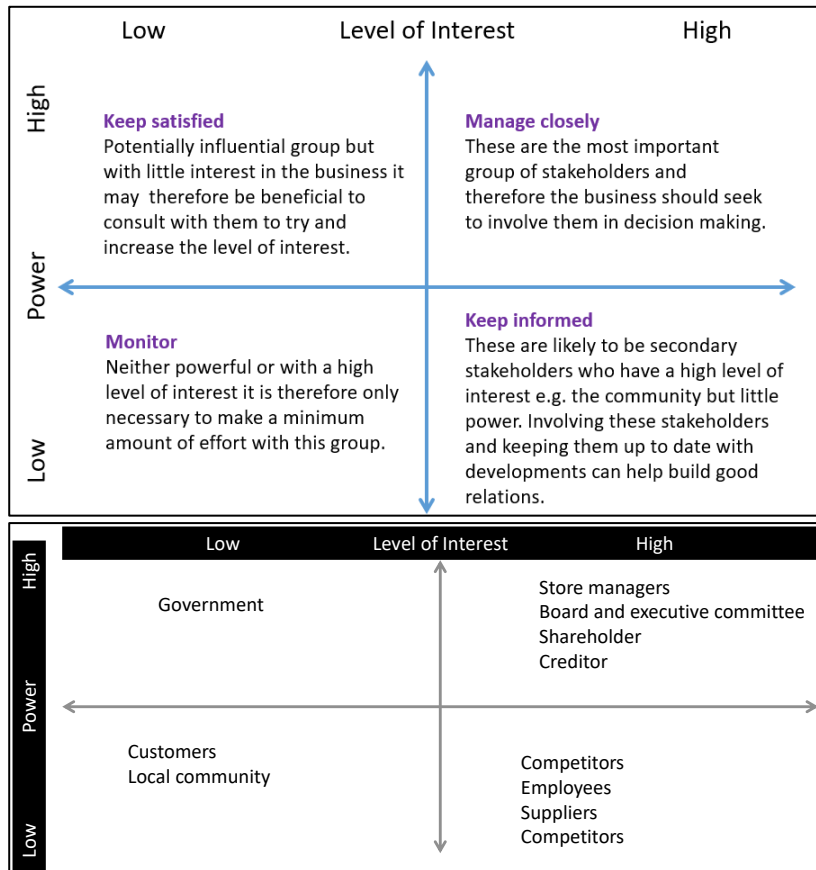 Low Level of Interest High
High
Power
Low
Keep satisfied
Potentially influential group but
with little interest in the business it
may therefore be beneficial to
consult with them to try and
increase the level of interest.
Manage closely
These are the most important
group of stakeholders and
therefore the business should seek
to involve them in decision making.
Monitor
Neither powerful or with a high
level of interest it is therefore only
necessary to make a minimum
amount of effort with this group.
Keep informed
These are likely to be secondary
stakeholders who have a high level of
interest e.g. the community but little
power. Involving these stakeholders
and keeping them up to date with
developments can help build good
relations.
Low Level of Interest High
High
Power
Low
Government
Store managers
Board and executive committee
Shareholder
Creditor
Customers
Local community
Competitors
Employees
Suppliers
Competitors